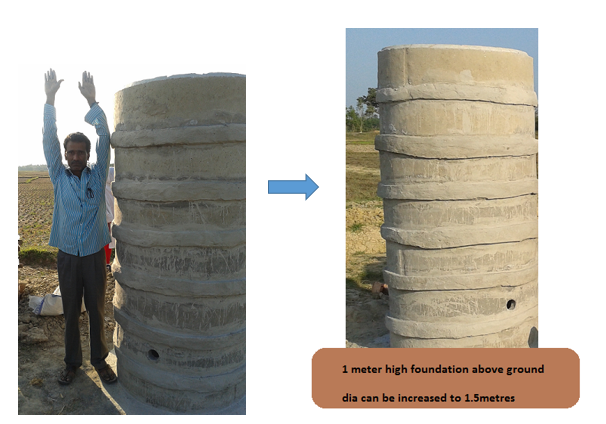 1 meter high foundation above ground
dia can be increased to 1.5metres